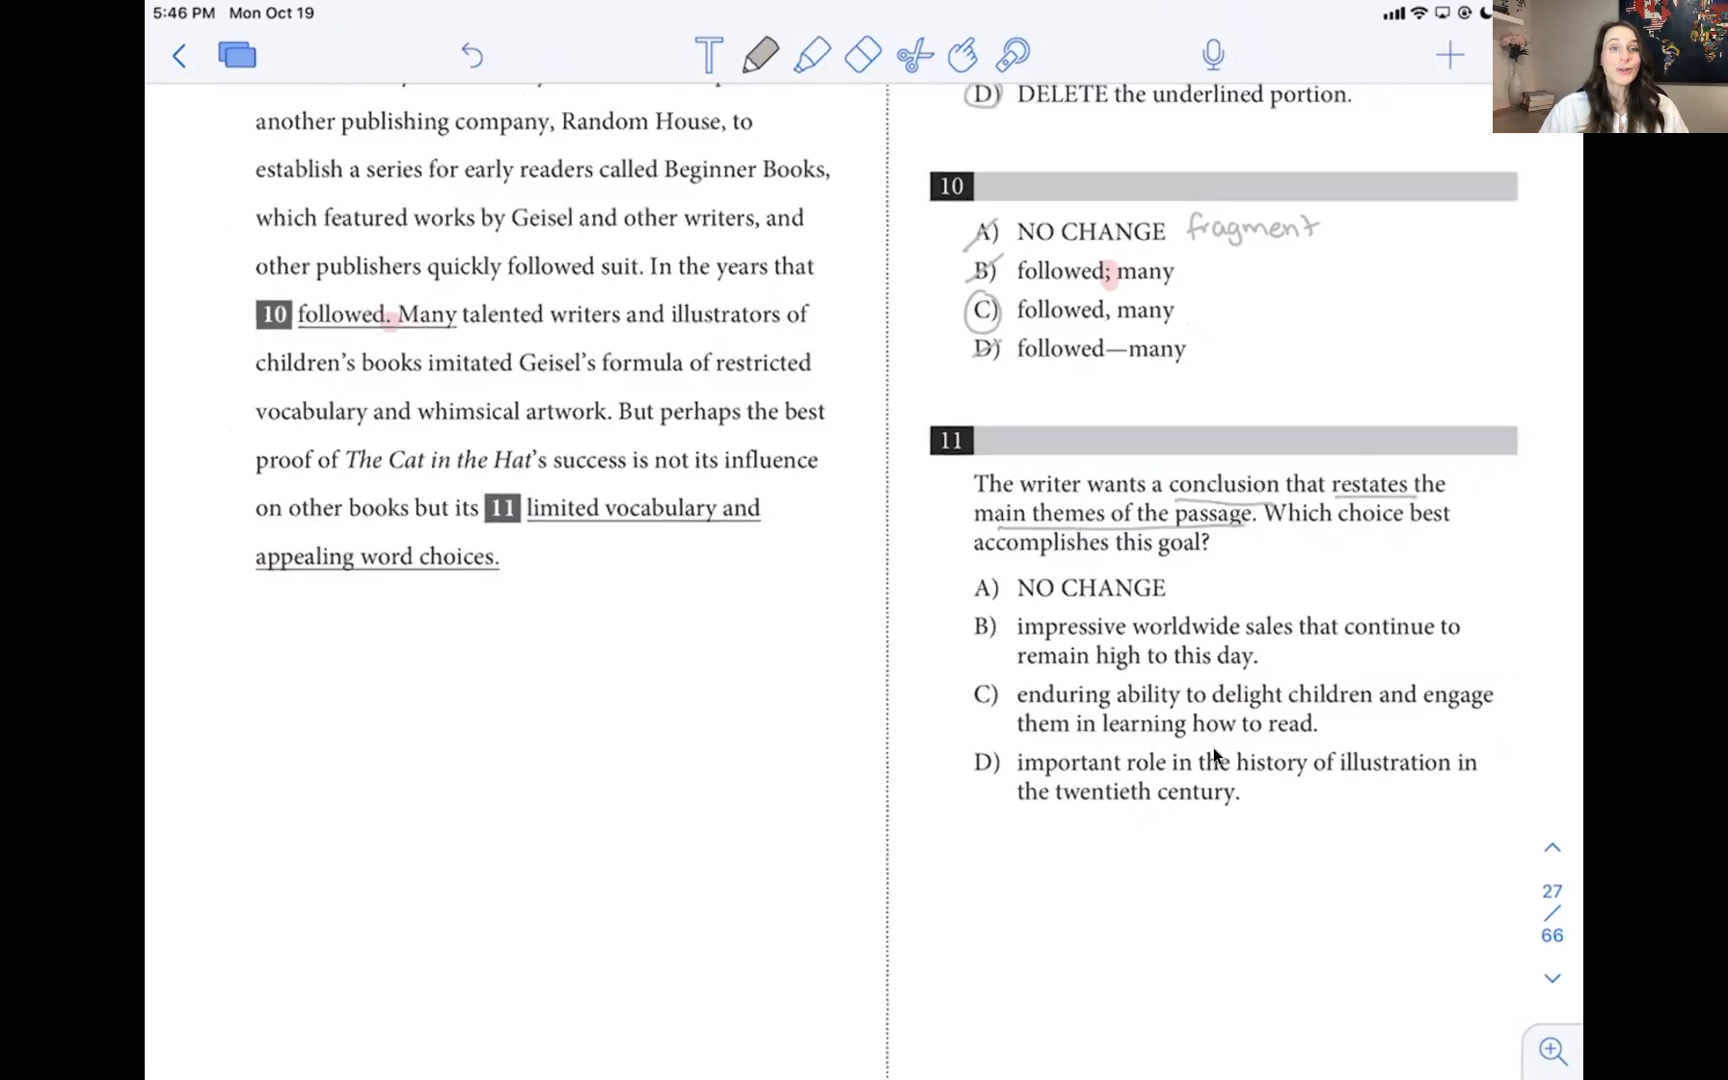 5:46 PM Mon Oct 19
another publishing company, Random House, to
establish a series for early readers called Beginner Books,
which featured works by Geisel and other writers, and
other publishers quickly followed suit. In the years that
10 followed. Many talented writers and illustrators of
children’s books imitated Geisel’s formula of restricted
vocabulary and whimsical artwork. But perhaps the best
proof of The Cat in the Hat’s success is not its influence
on other books but its 11 limited vocabulary and
appealing word choices.
D) DELETE the underlined portion.
10
A) NO CHANGE fragment
B) followed; many
C) followed, many
D) followed—many
11
The writer wants a conclusion that restates the
main themes of the passage. Which choice best
accomplishes this goal?
A) NO CHANGE
B) impressive worldwide sales that continue to
remain high to this day.
C) enduring ability to delight children and engage
them in learning how to read.
D) important role in the history of illustration in
the twentieth century.
27
/
66